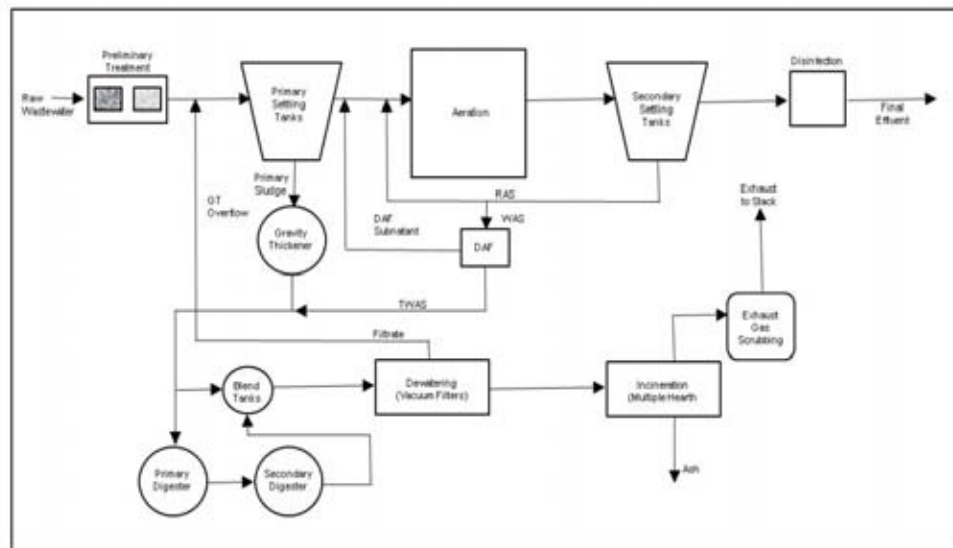 Preliminary
Treatment
Raw
Wastewater
Primary
Settling
Tanks
Aeration
Secondary
Settling
Tanks
Disinfection
Final
Effluent
Primary
Sludge
GT
Overflow
Gravity
Thickener
DAF
Subnatant
RAS
WAS
DAF
Exhaust
to Stack
TWAS
Filtrate
Exhaust
Gas
Scrubbing
Blend
Tanks
Dewatering
(Vacuum Filters)
Incineration
(Multiple Hearth
Ash
Primary
Digester
Secondary
Digester